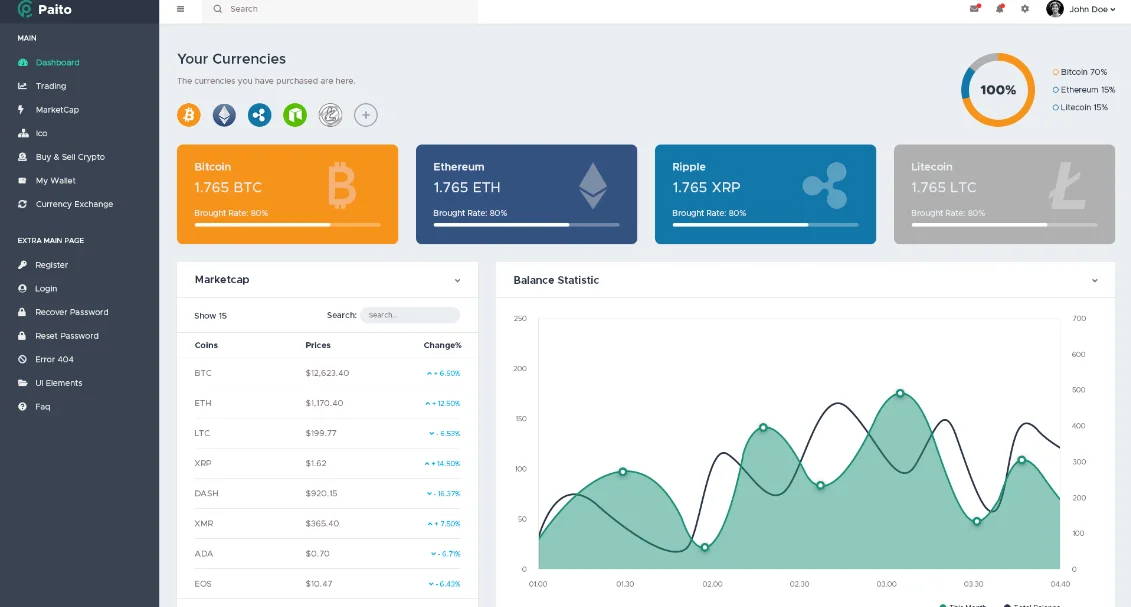 Paito
Search
John Doe
MAIN
Dashboard
Trading
MarketCap
Ico
Buy & Sell Crypto
My Wallet
Currency Exchange
EXTRA MAIN PAGE
Register
Login
Recover Password
Reset Password
Error 404
UI Elements
Faq
Your Currencies
The currencies you have purchased are here.
100%
Bitcoin 70%
Ethereum 15%
Litecoin 15%
Bitcoin
1.765 BTC
Brought Rate: 80%
Ethereum
1.765 ETH
Brought Rate: 80%
Ripple
1.765 XRP
Brought Rate: 80%
Litecoin
1.765 LTC
Brought Rate: 80%
Marketcap
Show 15 Search: search...
Coins Prices Change%
BTC $12,623.40 + 6.50%
ETH $1,170.40 + 12.50%
LTC $199.77 - 6.53%
XRP $1.62 + 14.50%
DASH $920.15 - 16.37%
XMR $365.40 + 7.50%
ADA $0.70 - 6.71%
EOS $10.47 - 6.43%
Balance Statistic
250 700
600
200
500
150
400
100 300
200
50
100
0 0
01:00 01.30 02.00 02.30 03.00 03.30 04.40
This Month Total Balance